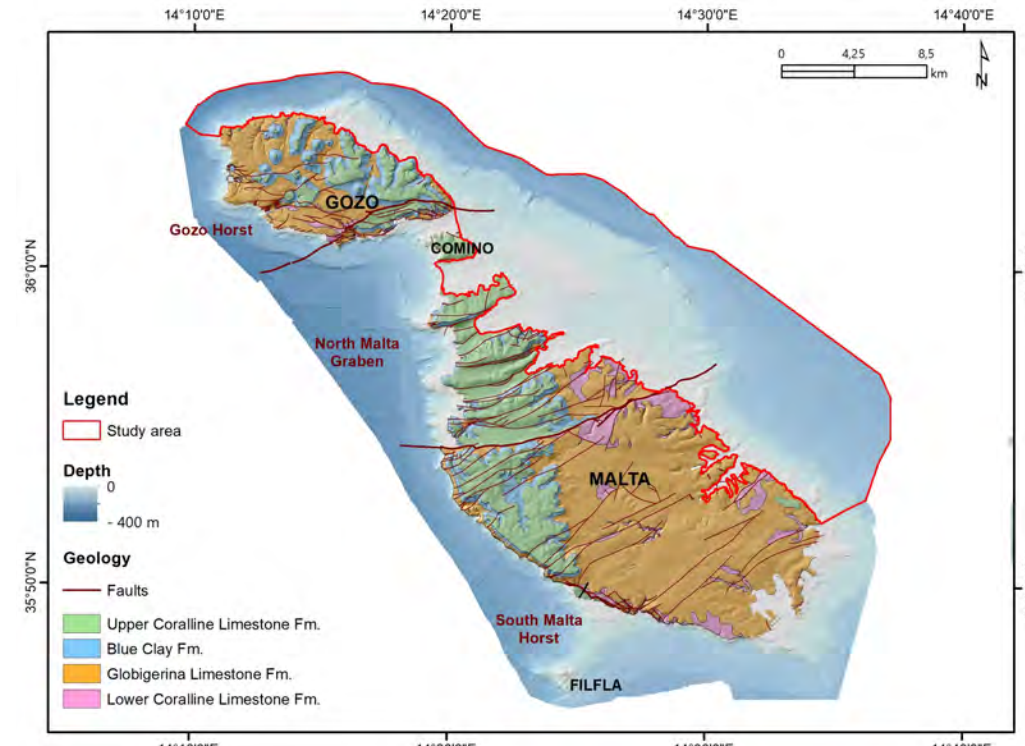 14°10'0"E 14°20'0"E 14°30'0"E 14°40'0"E
0 4,25 8,5
km
N
GOZO
Gozo Horst
COMINO
36°0'0"N
North Malta
Graben
Legend
Study area
Depth
0
- 400 m
MALTA
Geology
Faults
35°50'0"N
Upper Coralline Limestone Fm.
Blue Clay Fm.
Globigerina Limestone Fm.
Lower Coralline Limestone Fm.
South Malta
Horst
FILFLA